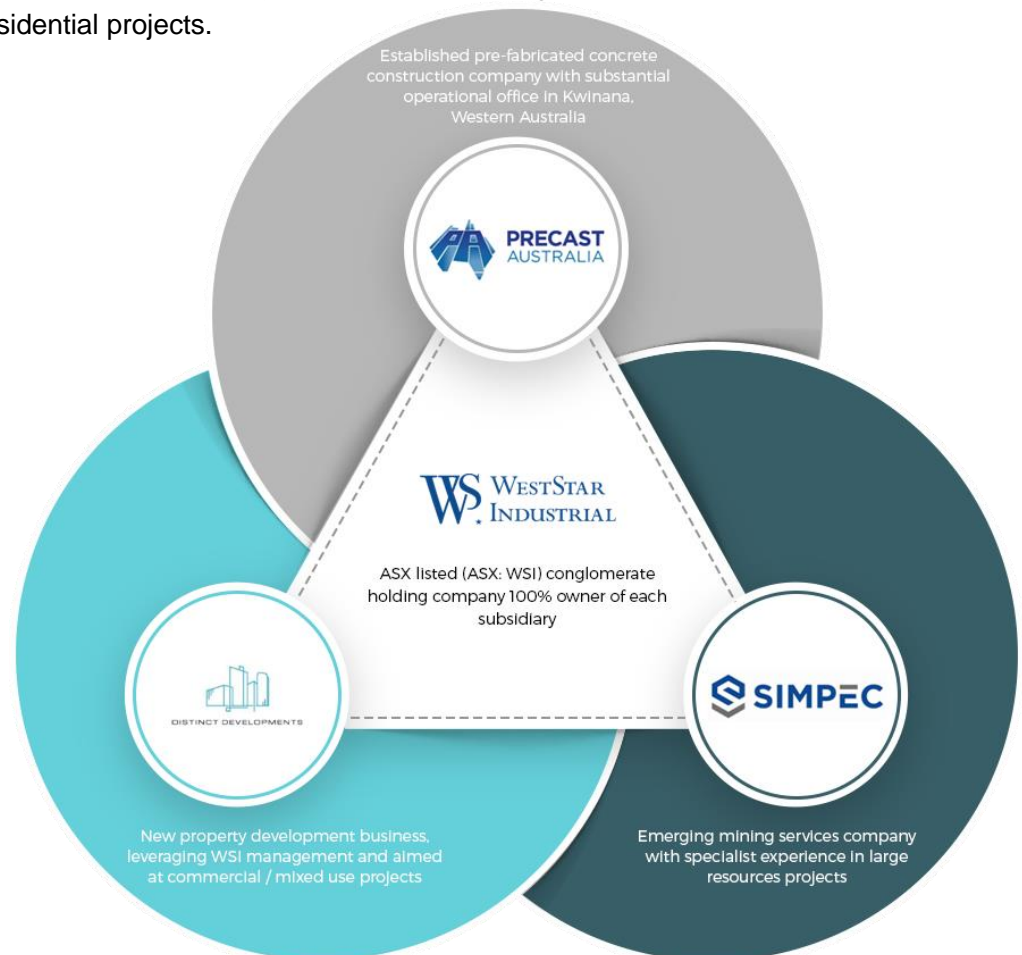 sidential projects.
Established pre-fabricated concrete
construction company with substantial
operational office in Kwinana,
Western Australia
PRECAST
AUSTRALIA
WS WESTSTAR
INDUSTRIAL
ASX listed (ASX: WSI) conglomerate
holding company 100% owner of each
subsidiary
DISTINCT DEVELOPMENTS
SIMPEC
New property development business,
leveraging WSI management and aimed
at commercial / mixed use projects
Emerging mining services company
with specialist experience in large
resources projects